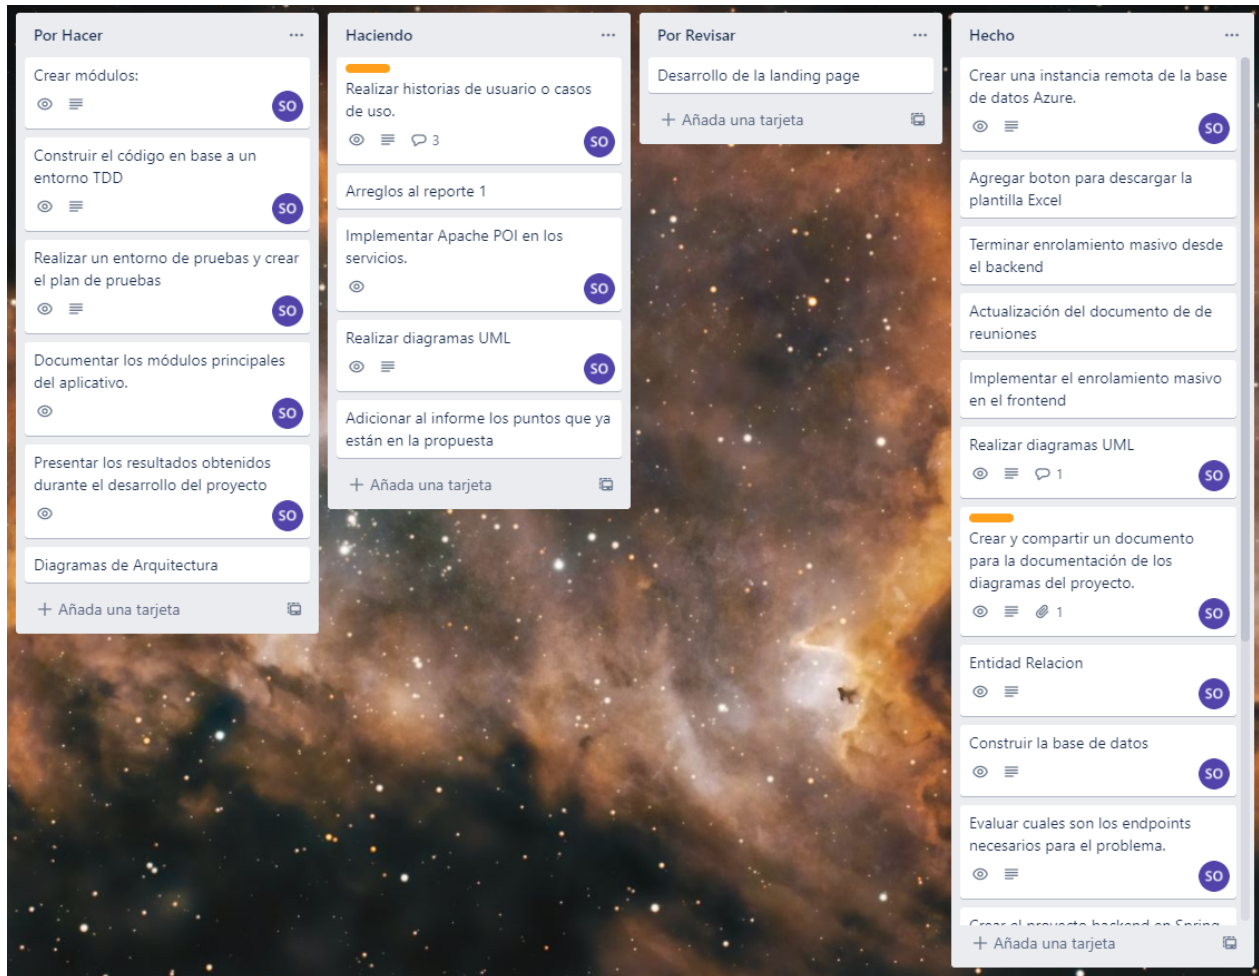 Por Hacer
Crear módulos:
SO
Construir el código en base a un
entorno TDD
SO
Realizar un entorno de pruebas y crear
el plan de pruebas
SO
Documentar los módulos principales
del aplicativo.
SO
Presentar los resultados obtenidos
durante el desarrollo del proyecto
SO
Diagramas de Arquitectura
+ Añada una tarjeta
Haciendo
Realizar historias de usuario o casos
de uso.
3
SO
Arreglos al reporte 1
Implementar Apache POI en los
servicios.
SO
Realizar diagramas UML
SO
Adicionar al informe los puntos que ya
están en la propuesta
+ Añada una tarjeta
Por Revisar
Desarrollo de la landing page
+ Añada una tarjeta
Hecho
Crear una instancia remota de la base
de datos Azure.
SO
Agregar boton para descargar la
plantilla Excel
Terminar enrolamiento masivo desde
el backend
Actualización del documento de de
reuniones
Implementar el enrolamiento masivo
en el frontend
Realizar diagramas UML
1
SO
Crear y compartir un documento
para la documentación de los
diagramas del proyecto.
1
SO
Entidad Relacion
SO
Construir la base de datos
SO
Evaluar cuales son los endpoints
necesarios para el problema.
SO
Crear el proyecto backend en Spring
+ Añada una tarjeta